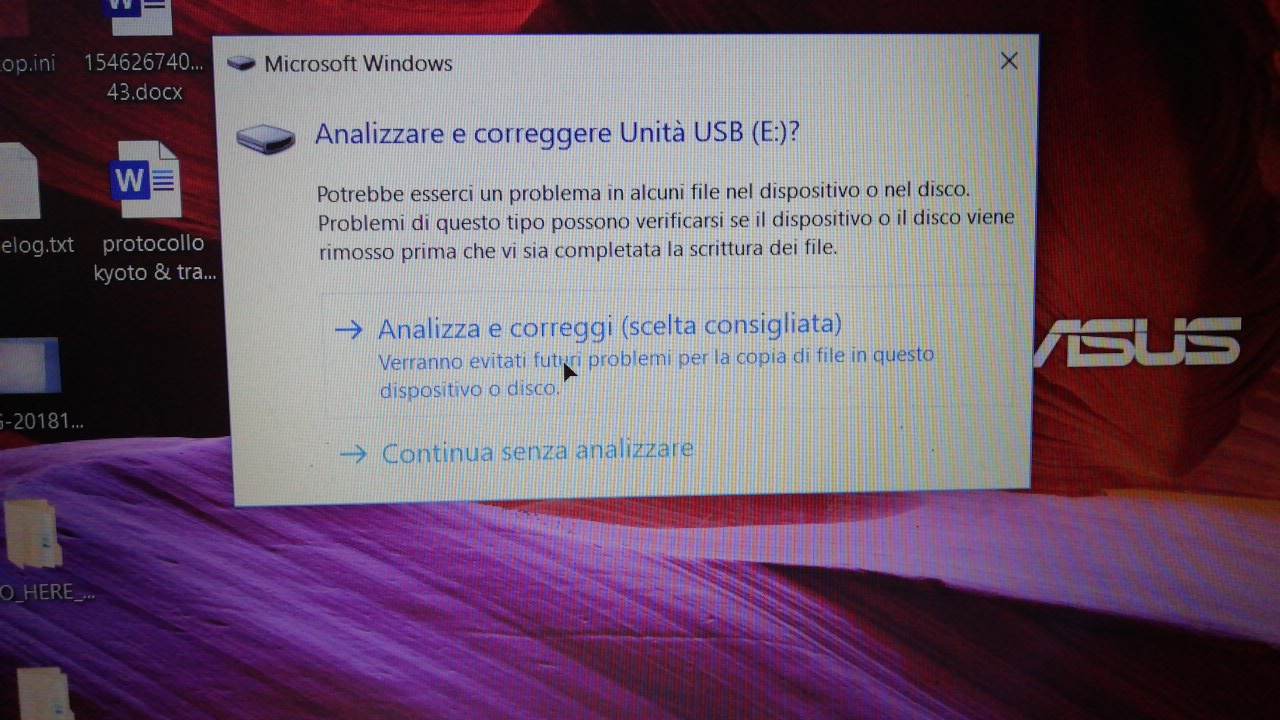 Microsoft Windows
Analizzare e correggere Unità USB (E:)?
Potrebbe esserci un problema in alcuni file nel dispositivo o nel disco.
Problemi di questo tipo possono verificarsi se il dispositivo o il disco viene
rimosso prima che vi sia completata la scrittura dei file.
Analizza e correggi (scelta consigliata)
Verranno evitati futuri problemi per la copia di file in questo
dispositivo o disco.
Continua senza analizzare
op.ini
154626740...
43.docx
W
elog.txt
protocollo
kyoto & tra...
-20181...
O_HERE_...
ASUS